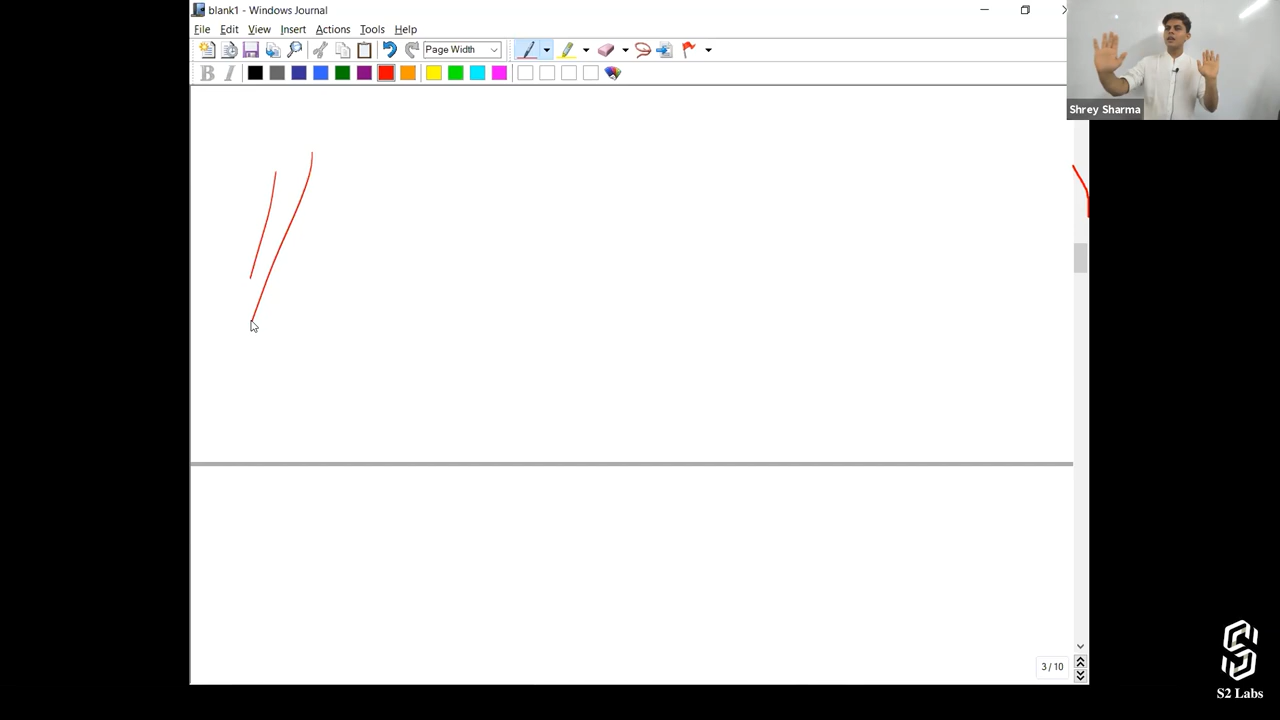 blank1 - Windows Journal
File Edit View Insert Actions Tools Help
Page Width
B I
Shrey Sharma
3 / 10
S2 Labs